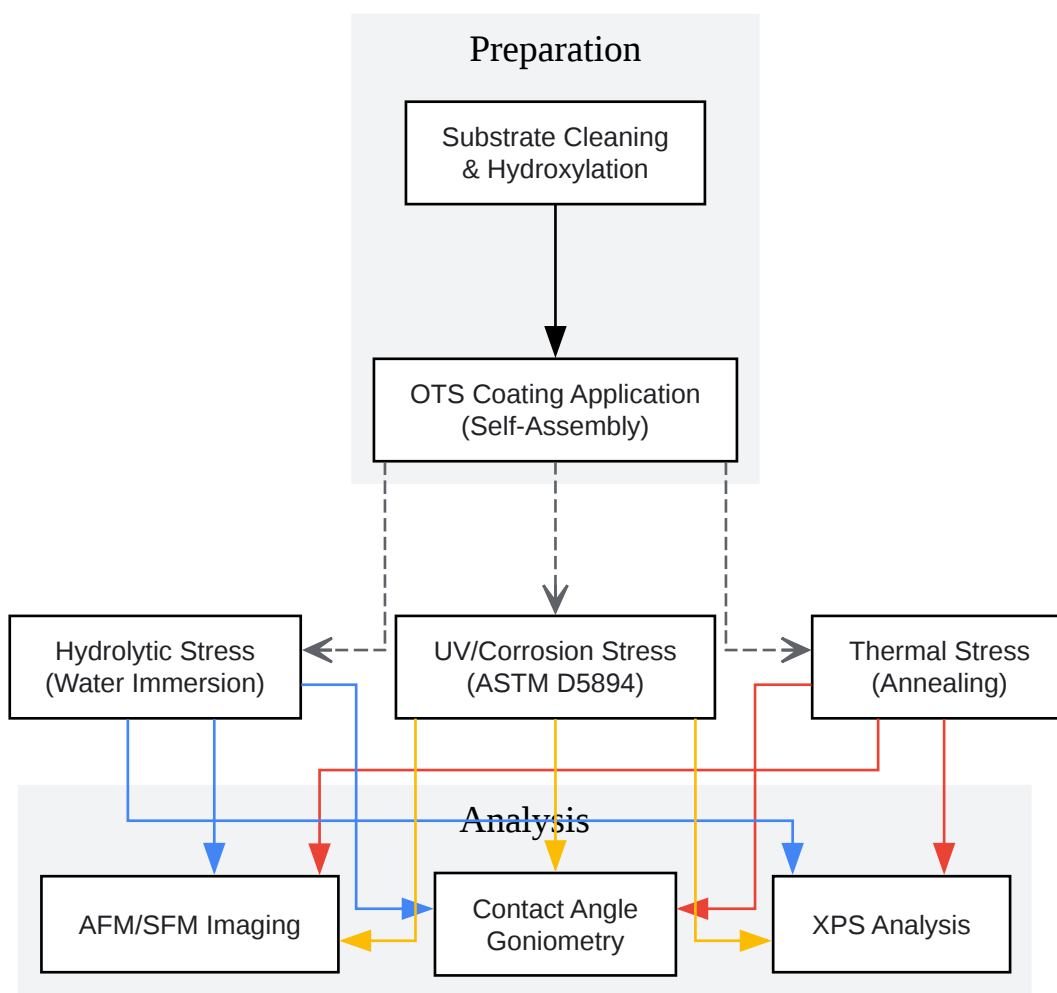 Preparation
Substrate Cleaning
& Hydroxylation
OTS Coating Application
(Self-Assembly)
Hydrolytic Stress
(Water Immersion)
UV/Corrosion Stress
(ASTM D5894)
Thermal Stress
(Annealing)
Analysis
AFM/SFM Imaging
Contact Angle
Goniometry
XPS Analysis